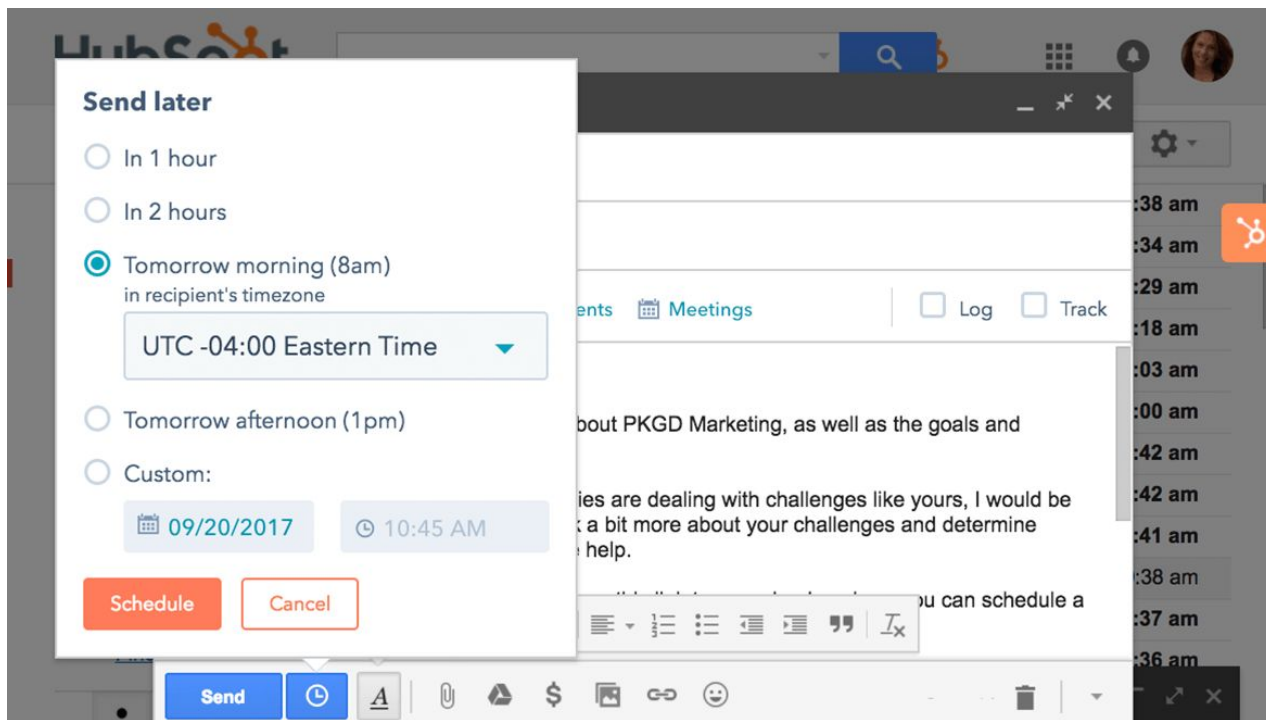 HubSpot
Send later
In 1 hour
In 2 hours
Tomorrow morning (8am)
in recipient's timezone
UTC -04:00 Eastern Time
Tomorrow afternoon (1pm)
Custom:
09/20/2017
10:45 AM
Schedule
Cancel
ents
Meetings
Log
Track
bout PKGD Marketing, as well as the goals and
ies are dealing with challenges like yours, I would be
a bit more about your challenges and determine
help.
ou can schedule a
Send
A
:38 am
:34 am
:29 am
:18 am
:03 am
:00 am
:42 am
:42 am
:41 am
:38 am
:37 am
:36 am